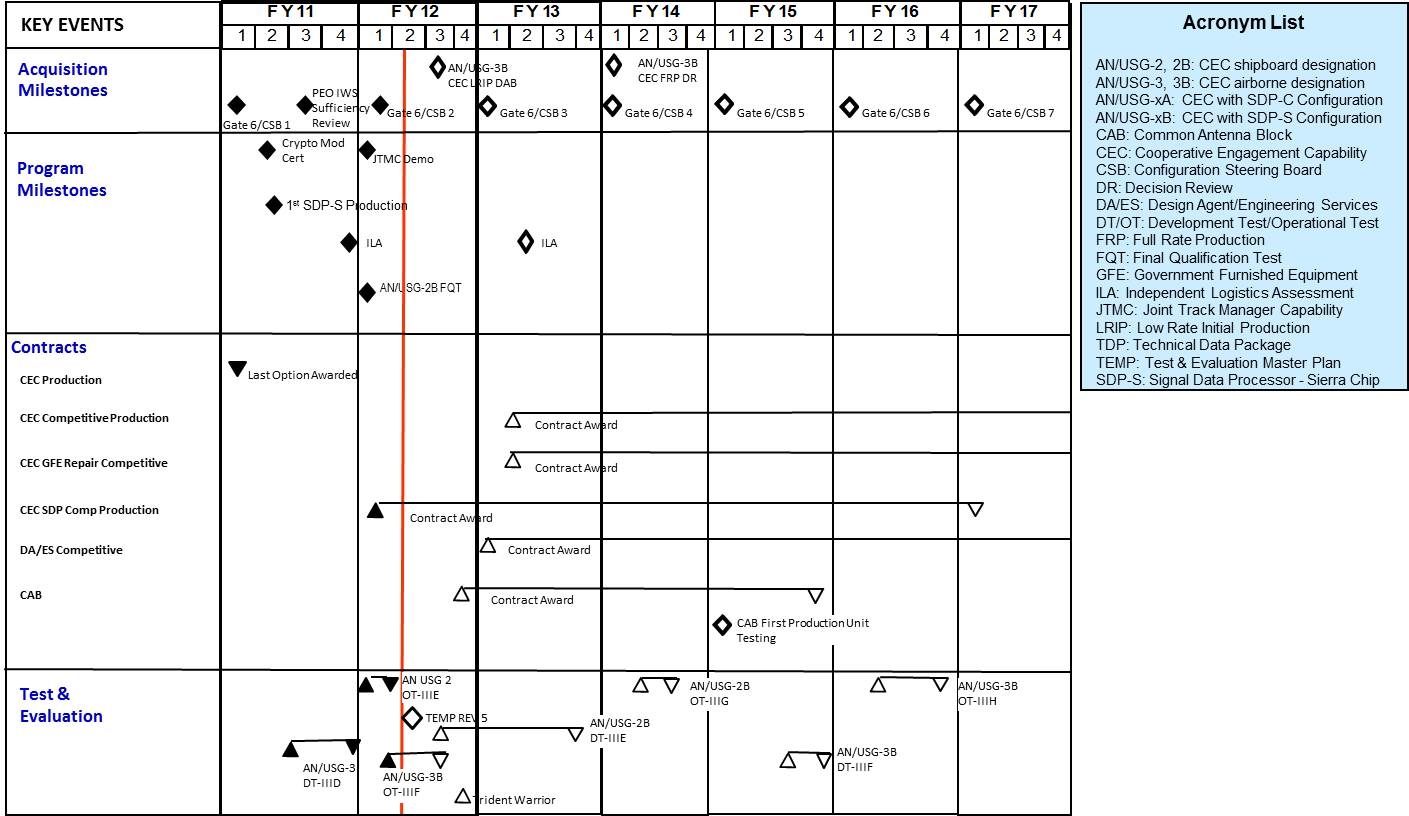 KEY EVENTS
F Y 11
F Y 12
F Y 13
F Y 14
F Y 15
F Y 16
F Y 17
1 2 3 4
1 2 3 4
1 2 3 4
1 2 3 4
1 2 3 4
1 2 3 4
1 2 3 4
Acquisition
Milestones
AN/USG-3B
CEC LRIP DAB
AN/USG-3B
CEC FRP DR
PEO IWS
Sufficiency
Review
Gate 6/CSB 1
Gate 6/CSB 2
Gate 6/CSB 3
Gate 6/CSB 4
Gate 6/CSB 5
Gate 6/CSB 6
Gate 6/CSB 7
Program
Milestones
Crypto Mod
Cert
JTMC Demo
1st SDP-S Production
ILA
ILA
AN/USG-2B FQT
Contracts
CEC Production
Last Option Awarded
CEC Competitive Production
Contract Award
CEC GFE Repair Competitive
Contract Award
CEC SDP Comp Production
Contract Award
DA/ES Competitive
Contract Award
CAB
Contract Award
CAB First Production Unit
Testing
Test &
Evaluation
AN USG 2
OT-IIIE
AN/USG-2B
OT-IIIG
AN/USG-3B
OT-IIIH
TEMP REV 5
AN/USG-2B
DT-IIIE
AN/USG-3
DT-IIID
AN/USG-3B
OT-IIIF
AN/USG-3B
DT-IIIF
Trident Warrior
Acronym List
AN/USG-2, 2B: CEC shipboard designation
AN/USG-3, 3B: CEC airborne designation
AN/USG-xA: CEC with SDP-C Configuration
AN/USG-xB: CEC with SDP-S Configuration
CAB: Common Antenna Block
CEC: Cooperative Engagement Capability
CSB: Configuration Steering Board
DR: Decision Review
DA/ES: Design Agent/Engineering Services
DT/OT: Development Test/Operational Test
FRP: Full Rate Production
FQT: Final Qualification Test
GFE: Government Furnished Equipment
ILA: Independent Logistics Assessment
JTMC: Joint Track Manager Capability
LRIP: Low Rate Initial Production
TDP: Technical Data Package
TEMP: Test & Evaluation Master Plan
SDP-S: Signal Data Processor - Sierra Chip